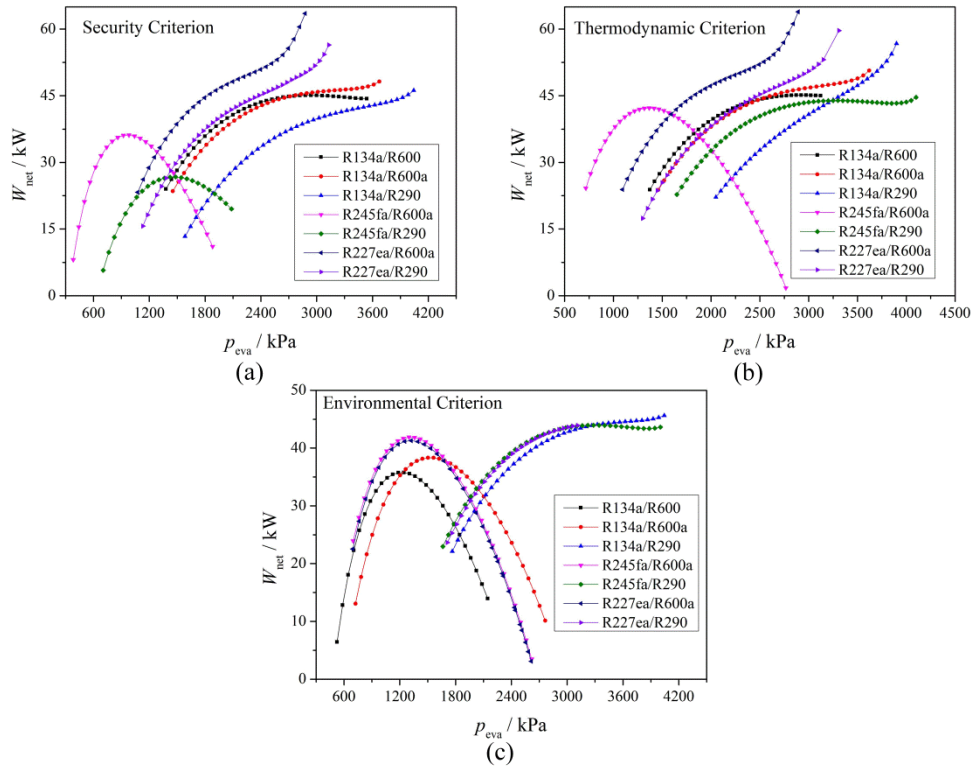 Security Criterion
W_net / kW
60
45
30
15
0
600 1200 1800 2400 3000 3600 4200
p_eva / kPa
R134a/R600
R134a/R600a
R134a/R290
R245fa/R600a
R245fa/R290
R227ea/R600a
R227ea/R290
(a)
Thermodynamic Criterion
W_net / kW
60
45
30
15
0
500 1000 1500 2000 2500 3000 3500 4000 4500
p_eva / kPa
R134a/R600
R134a/R600a
R134a/R290
R245fa/R600a
R245fa/R290
R227ea/R600a
R227ea/R290
(b)
Environmental Criterion
W_net / kW
50
40
30
20
10
0
600 1200 1800 2400 3000 3600 4200
p_eva / kPa
R134a/R600
R134a/R600a
R134a/R290
R245fa/R600a
R245fa/R290
R227ea/R600a
R227ea/R290
(c)